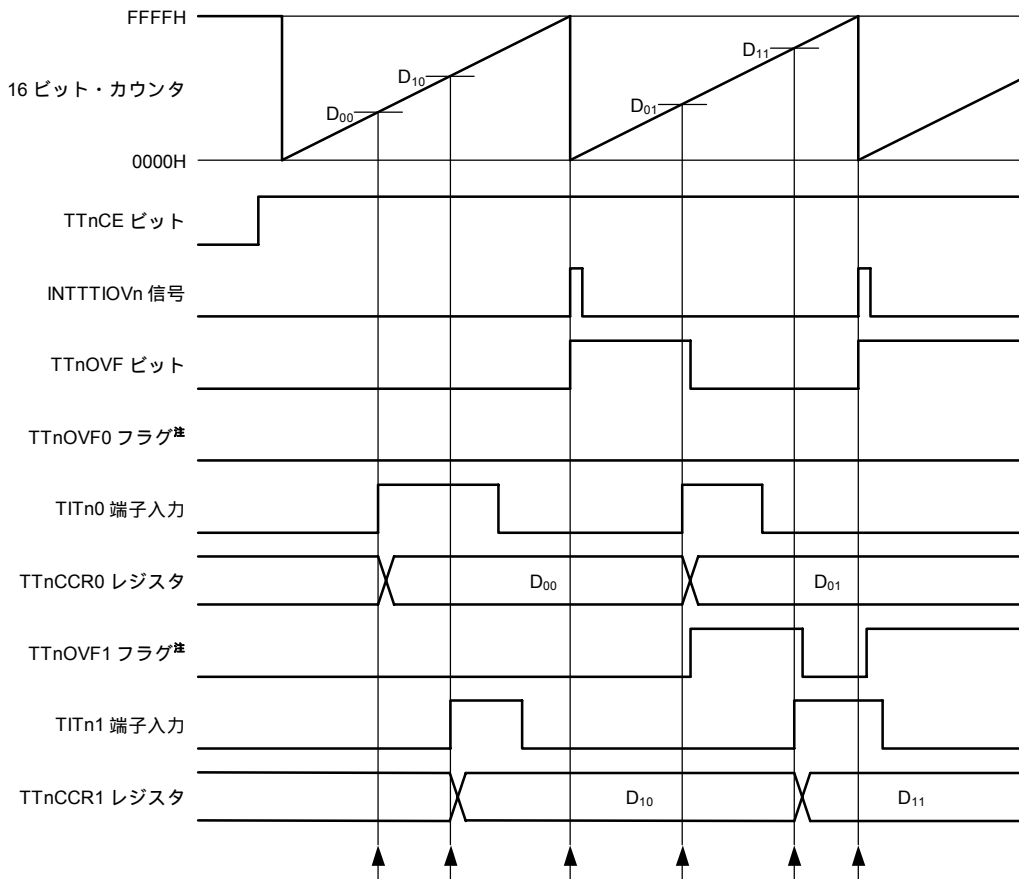 FFFFH
16 ビット・カウンタ
D10
D00
D11
D01
0000H
TTnCE ビット
INTTTIOVn 信号
TTnOVF ビット
TTnOVF0 フラグ注
TITn0 端子入力
TTnCCR0 レジスタ
D00
D01
TTnOVF1 フラグ注
TITn1 端子入力
TTnCCR1 レジスタ
D10
D11